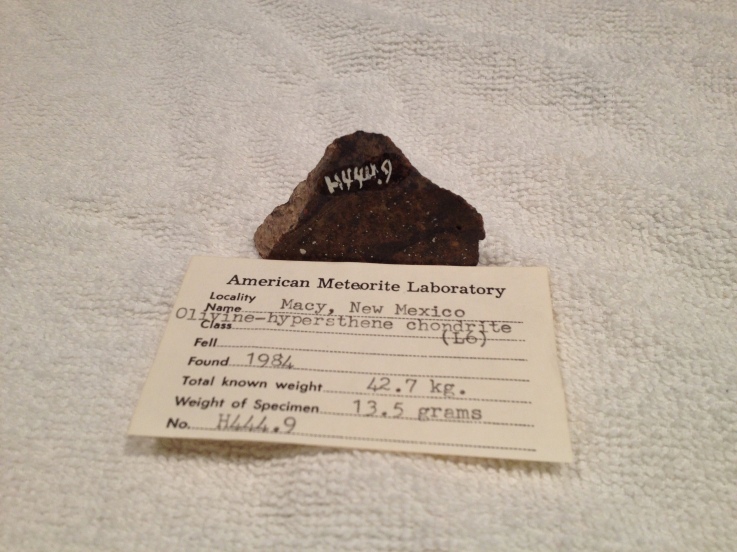 H444.9
American Meteorite Laboratory
Locality
Name Macy, New Mexico
Olivine-hypersthene chondrite
Class (L6)
Fell
Found 1984
Total known weight 42.7 kg.
Weight of Specimen 13.5 grams
No. H444.9